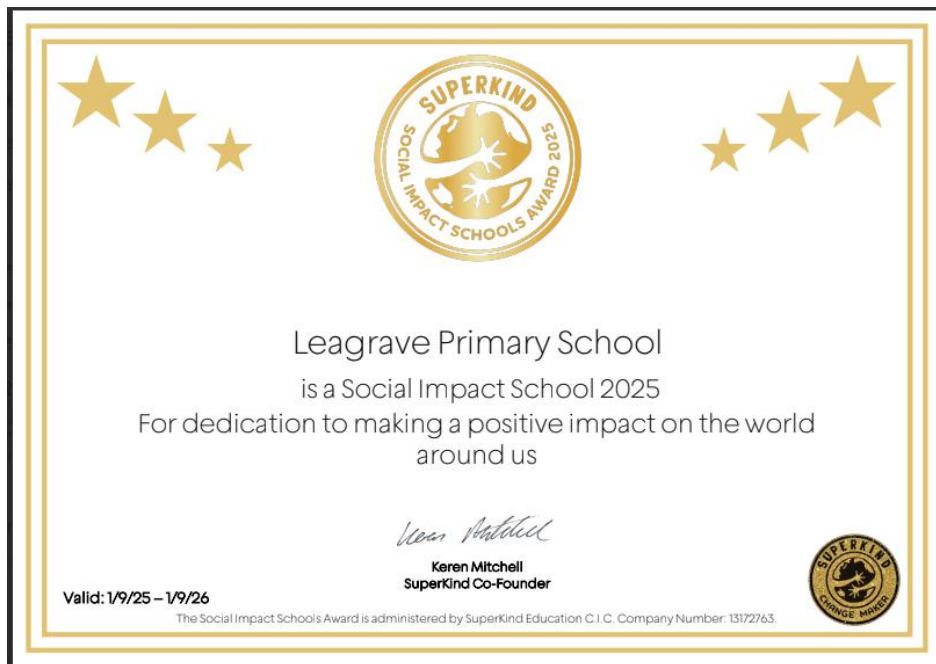 SUPERKIND
SOCIAL IMPACT SCHOOLS AWARD 2025
Leagrave Primary School
is a Social Impact School 2025
For dedication to making a positive impact on the world
around us
Keren Mitchell
SuperKind Co-Founder
Valid: 1/9/25 – 1/9/26
The Social Impact Schools Award is administered by SuperKind Education C.I.C. Company Number: 13172763.
SUPERKIND
CHANGE MAKER